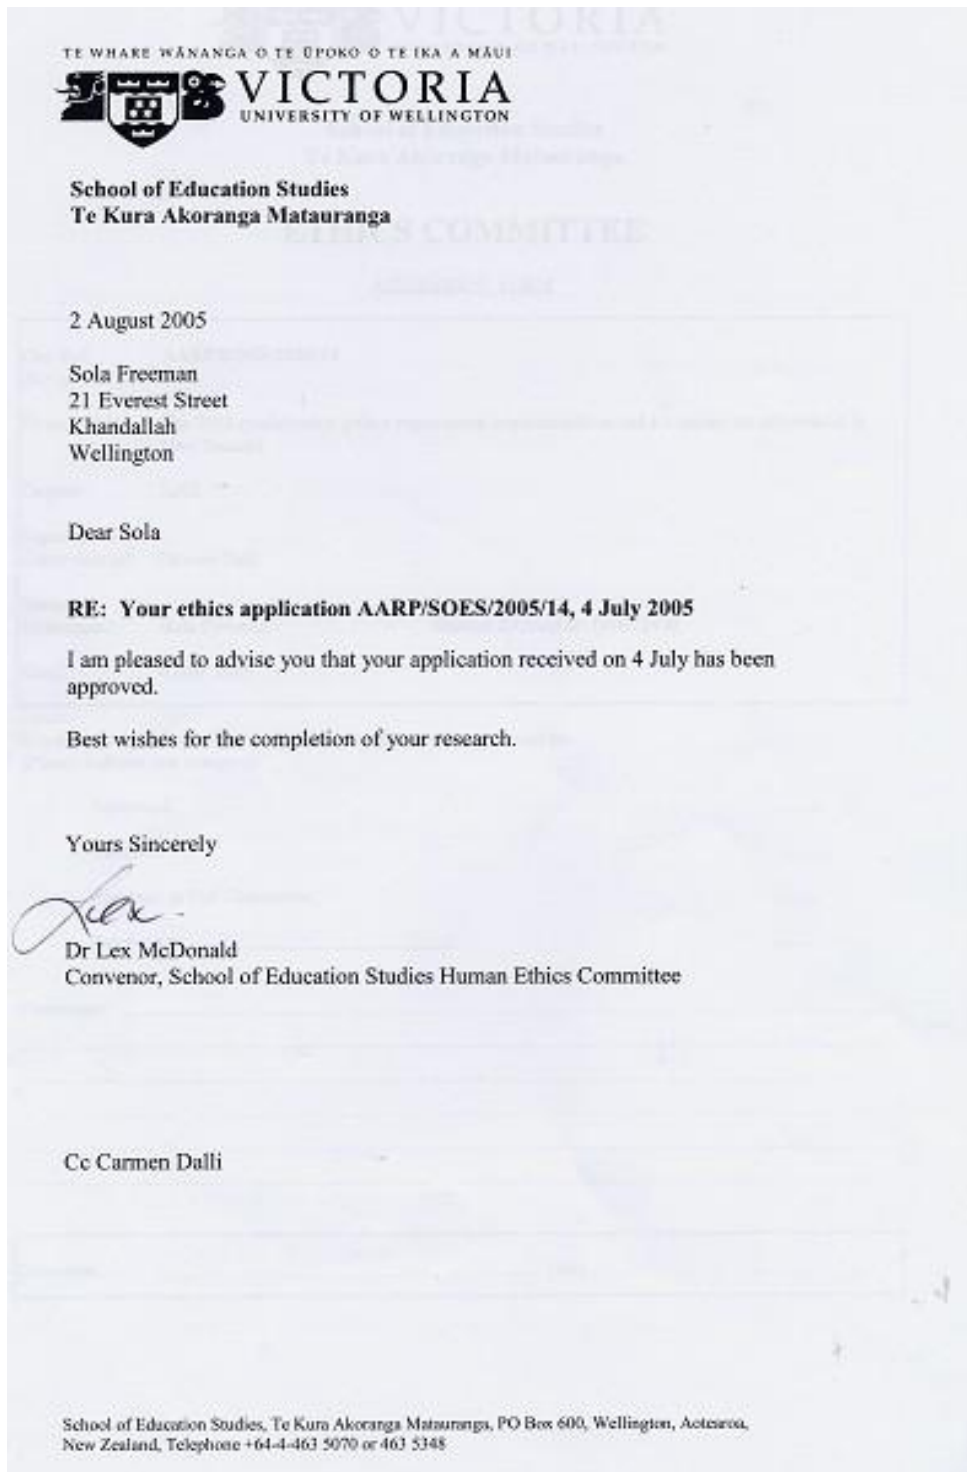 TE WHARE WĀNANGA O TE ŪPOKO O TE IKA A MĀUI
VICTORIA
UNIVERSITY OF WELLINGTON
School of Education Studies
Te Kura Akoranga Matauranga
ETHICS COMMITTEE
2 August 2005
Sola Freeman
21 Everest Street
Khandallah
Wellington
Dear Sola
RE: Your ethics application AARP/SOES/2005/14, 4 July 2005
I am pleased to advise you that your application received on 4 July has been
approved.
Best wishes for the completion of your research.
Yours Sincerely
Lex
Dr Lex McDonald
Convenor, School of Education Studies Human Ethics Committee
Cc Carmen Dalli
School of Education Studies, Te Kura Akoranga Matauranga, PO Box 600, Wellington, Aotearoa,
New Zealand, Telephone +64-4-463 5070 or 463 5348